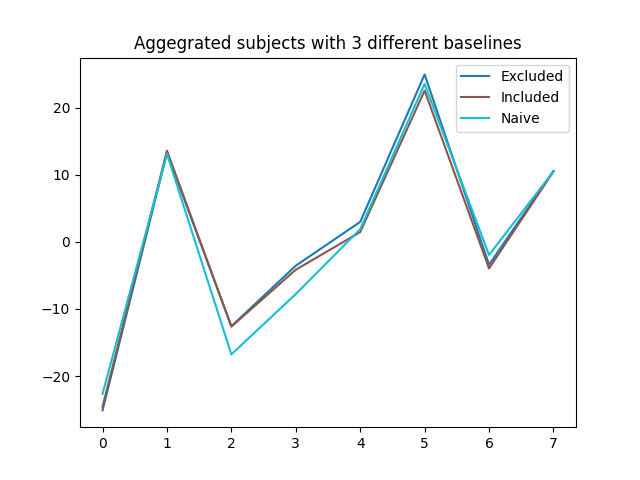 Aggegrated subjects with 3 different baselines
Excluded
Included
Naive
20
10
0
−10
−20
0 1 2 3 4 5 6 7